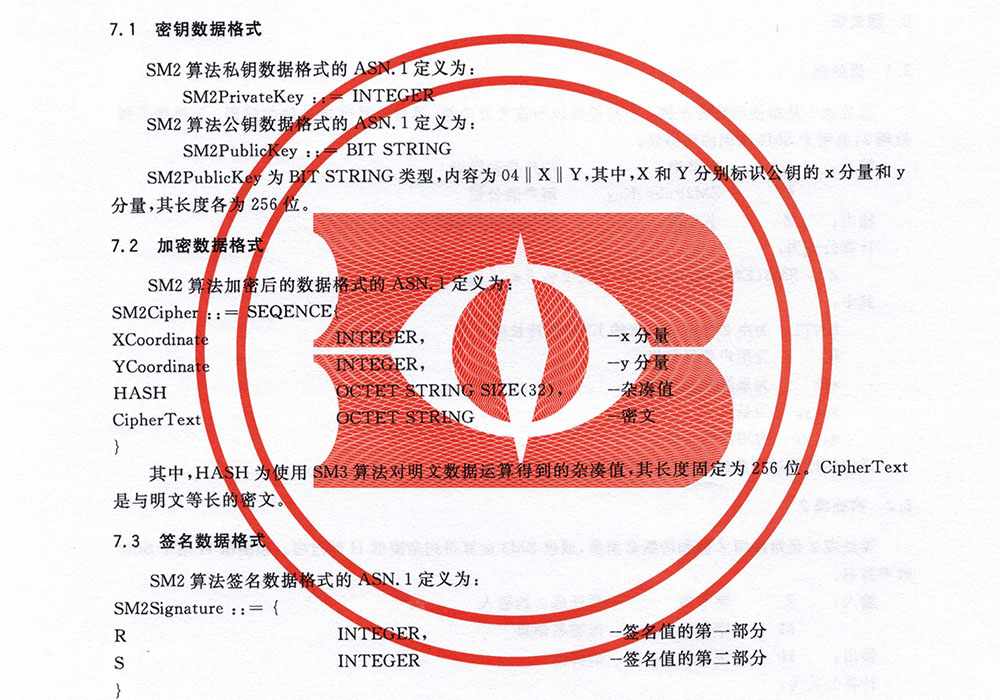 7.1 密钥数据格式
SM2 算法私钥数据格式的 ASN.1 定义为:
SM2PrivateKey ::= INTEGER
SM2 算法公钥数据格式的 ASN.1 定义为:
SM2PublicKey ::= BIT STRING
SM2PublicKey 为 BIT STRING 类型,内容为 04‖X‖Y,其中,X 和 Y 分别标识公钥的 x 分量和 y
分量,其长度各为 256 位。
7.2 加密数据格式
SM2 算法加密后的数据格式的 ASN.1 定义为:
SM2Cipher ::= SEQENCE{
XCoordinate INTEGER, --x 分量
YCoordinate INTEGER, --y 分量
HASH OCTET STRING SIZE(32), --杂凑值
CipherText OCTET STRING --密文
}
其中,HASH 为使用 SM3 算法对明文数据运算得到的杂凑值,其长度固定为 256 位。CipherText
是与明文等长的密文。
7.3 签名数据格式
SM2 算法签名数据格式的 ASN.1 定义为:
SM2Signature ::= {
R INTEGER, --签名值的第一部分
S INTEGER --签名值的第二部分
}